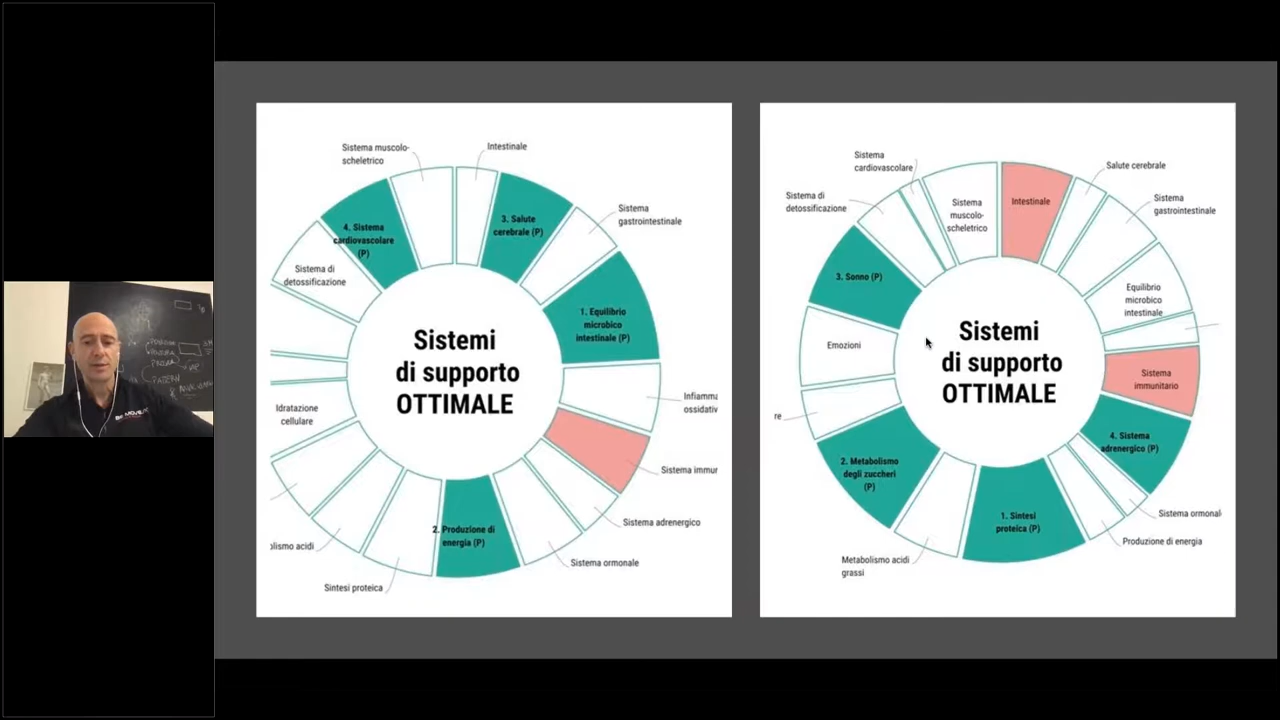 Sistema muscolo-
scheletrico
Intestinale
3. Salute
cerebrale (P)
Sistema
gastrointestinale
4. Sistema
cardiovascolare
(P)
Sistema di
detossificazione
1. Equilibrio
microbico
intestinale (P)
Sistemi
di supporto
OTTIMALE
Infiamma
ossidativ
Idratazione
cellulare
Sistema immur
Sistema adrenergico
2. Produzione di
energia (P)
Sistema ormonale
olismo acidi
Sintesi proteica
Sistema
cardiovascolare
Salute cerebrale
Sistema di
detossificazione
Sistema
muscolo-
scheletrico
Intestinale
Sistema
gastrointestinale
3. Sonno (P)
Equilibrio
microbico
intestinale
Sistemi
di supporto
OTTIMALE
Emozioni
Sistema
immunitario
re
4. Sistema
adrenergico (P)
2. Metabolismo
degli zuccheri
(P)
1. Sintesi
proteica (P)
Sistema ormonal
Produzione di energia
Metabolismo acidi
grassi